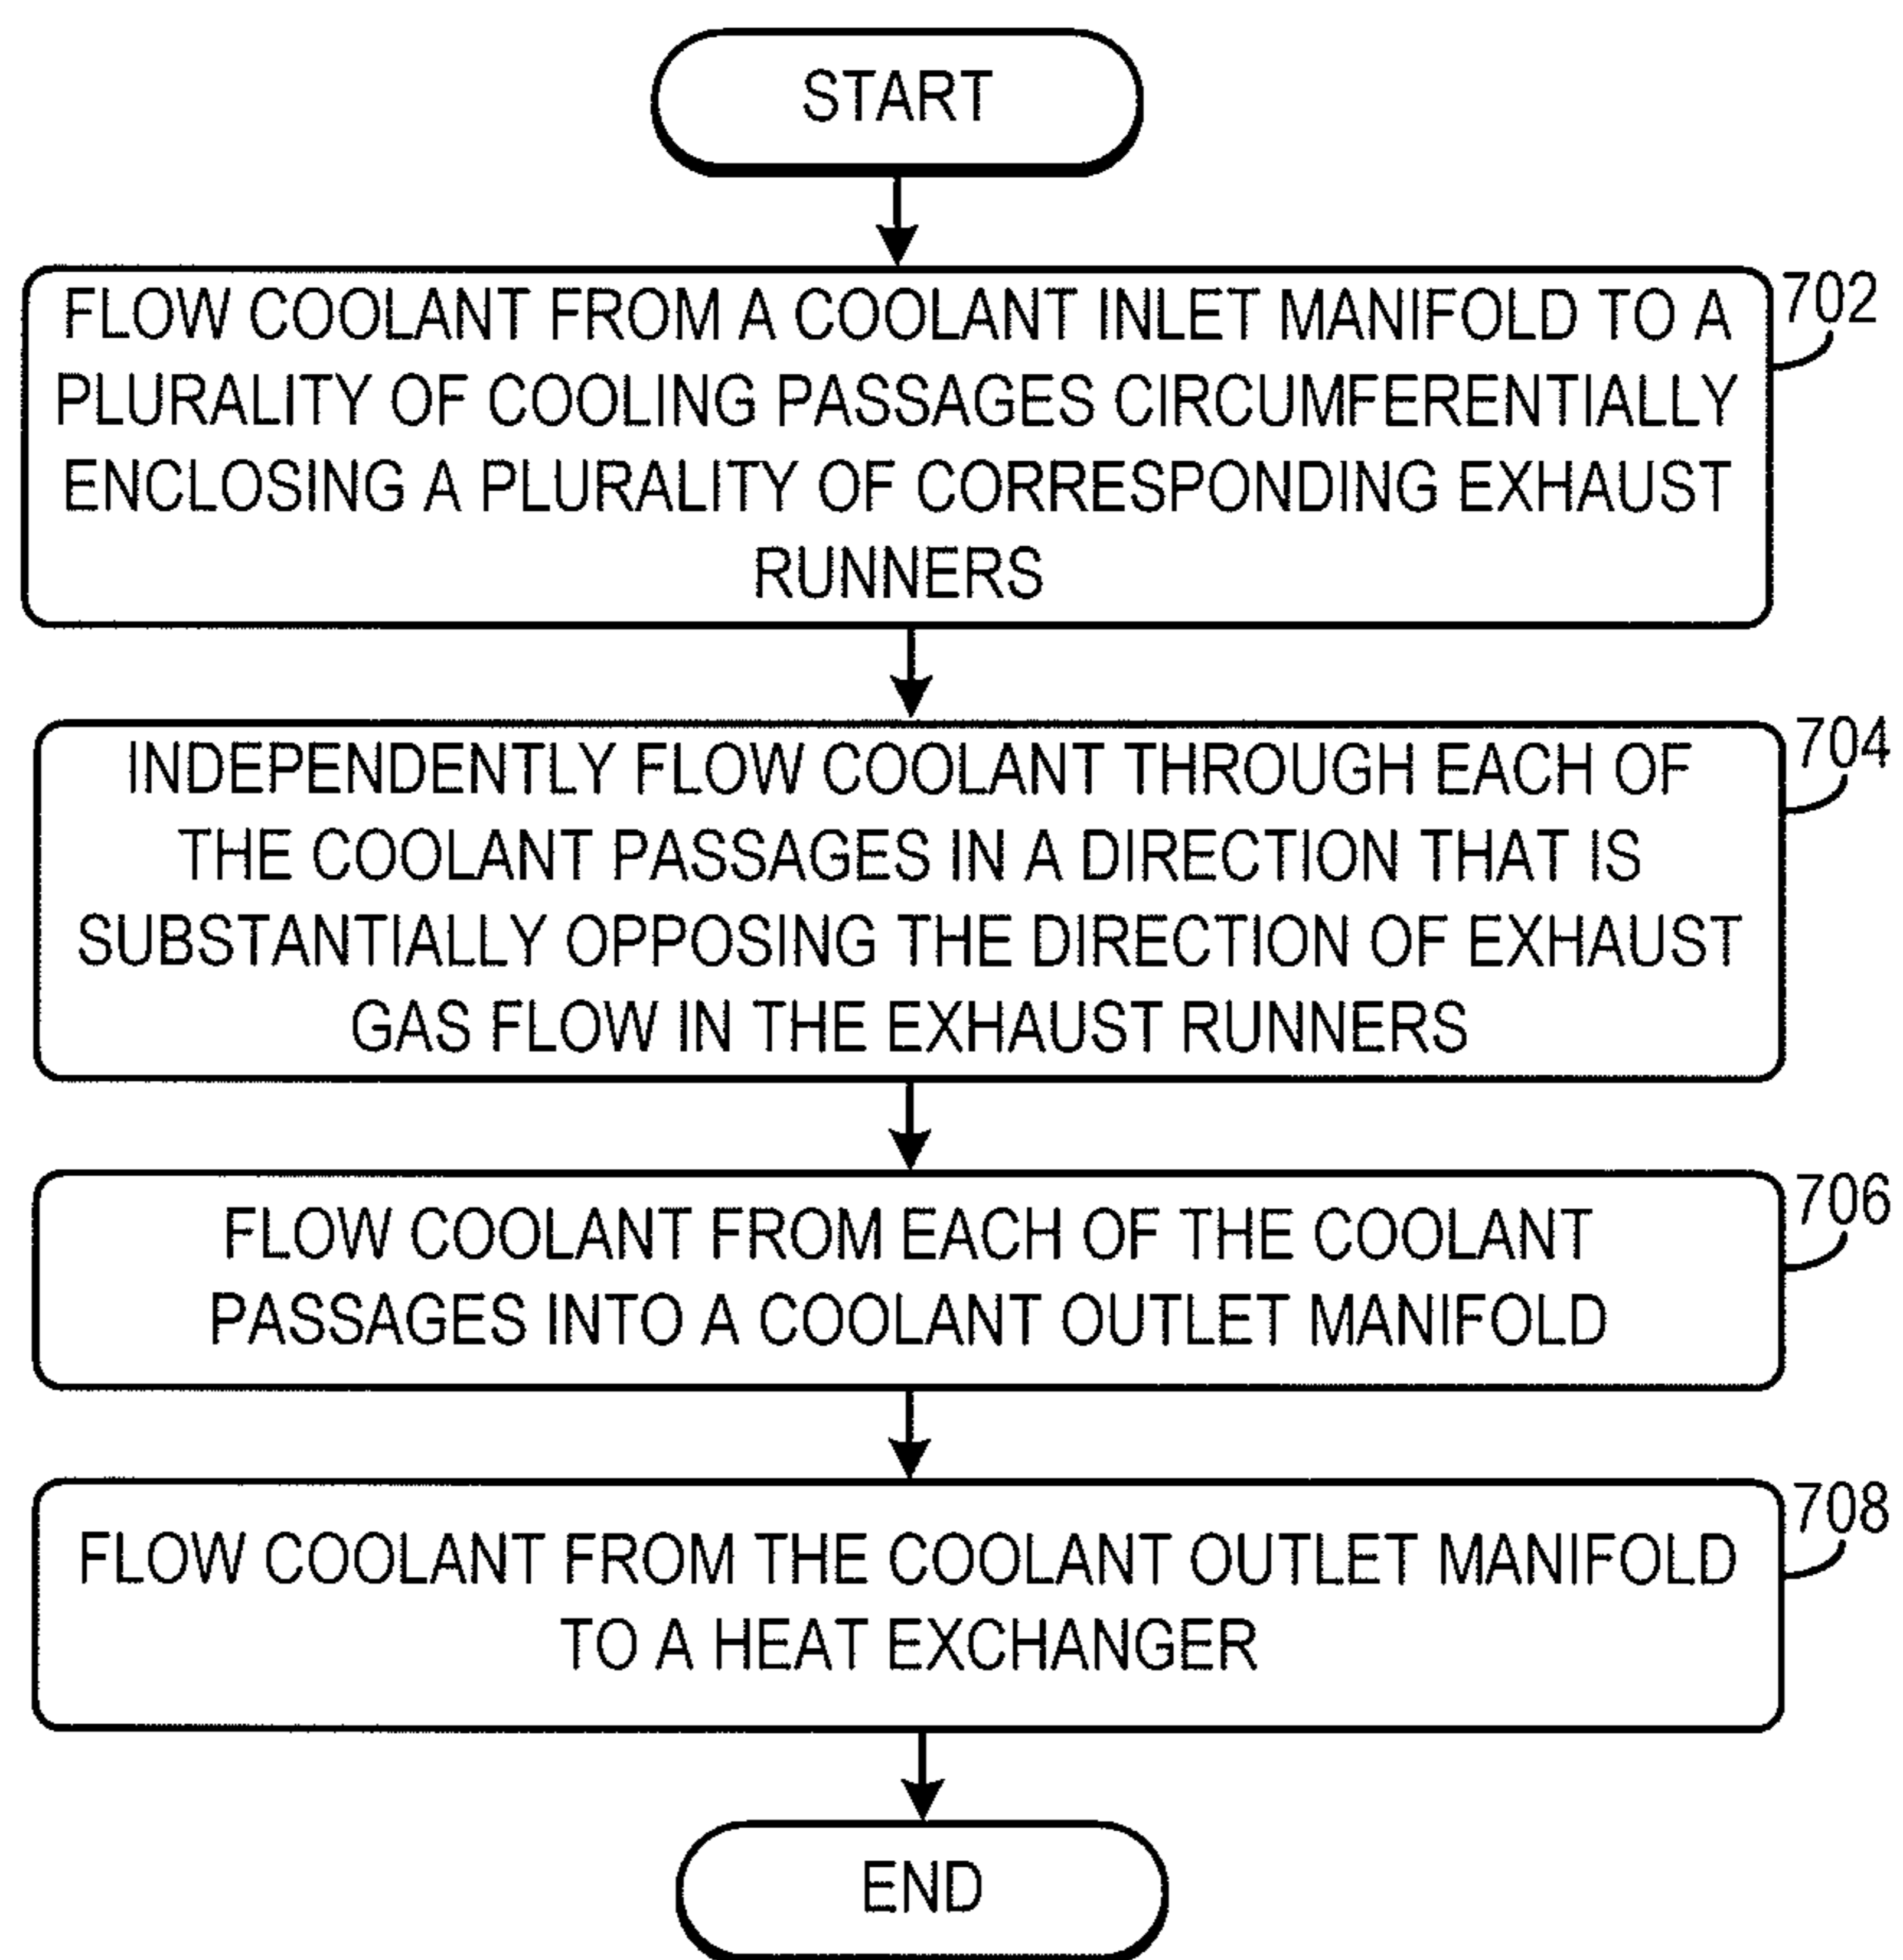 START
FLOW COOLANT FROM A COOLANT INLET MANIFOLD TO A
PLURALITY OF COOLING PASSAGES CIRCUMFERENTIALLY
ENCLOSING A PLURALITY OF CORRESPONDING EXHAUST
RUNNERS
702
INDEPENDENTLY FLOW COOLANT THROUGH EACH OF
THE COOLANT PASSAGES IN A DIRECTION THAT IS
SUBSTANTIALLY OPPOSING THE DIRECTION OF EXHAUST
GAS FLOW IN THE EXHAUST RUNNERS
704
FLOW COOLANT FROM EACH OF THE COOLANT
PASSAGES INTO A COOLANT OUTLET MANIFOLD
706
FLOW COOLANT FROM THE COOLANT OUTLET MANIFOLD
TO A HEAT EXCHANGER
708
END